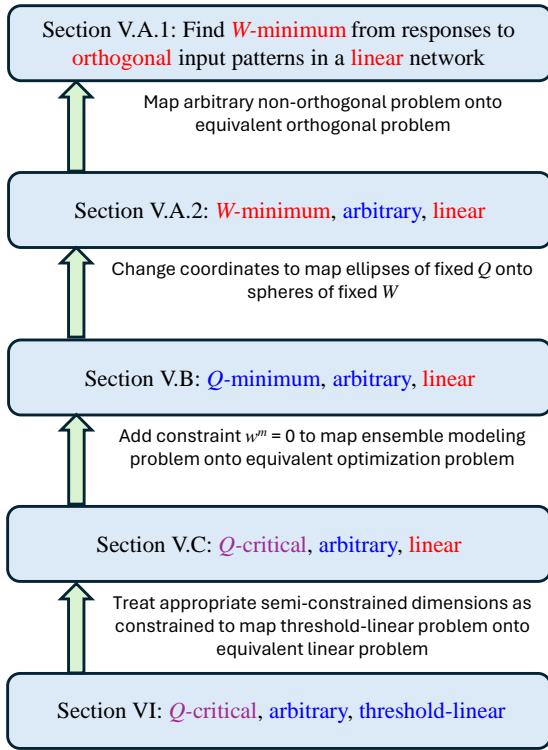 Section V.A.1: Find W-minimum from responses to
orthogonal input patterns in a linear network
Map arbitrary non-orthogonal problem onto
equivalent orthogonal problem
Section V.A.2: W-minimum, arbitrary, linear
Change coordinates to map ellipses of fixed Q onto
spheres of fixed W
Section V.B: Q-minimum, arbitrary, linear
Add constraint wᵐ = 0 to map ensemble modeling
problem onto equivalent optimization problem
Section V.C: Q-critical, arbitrary, linear
Treat appropriate semi-constrained dimensions as
constrained to map threshold-linear problem onto
equivalent linear problem
Section VI: Q-critical, arbitrary, threshold-linear